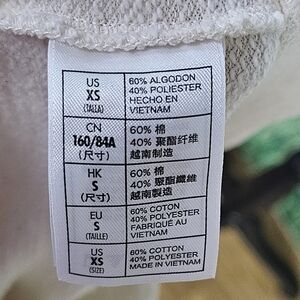 US
XS
(TALLA)
60% ALGODON
40% POLIESTER
HECHO EN
VIETNAM
CN
160/84A
(尺寸)
60% 棉
40% 聚酯纤维
越南制造
HK
S
(尺寸)
60% 棉
40% 聚酯纖維
越南製造
EU
S
(TAILLE)
60% COTON
40% POLYESTER
FABRIQUÉ AU
VIETNAM
US
XS
(SIZE)
60% COTTON
40% POLYESTER
MADE IN VIETNAM